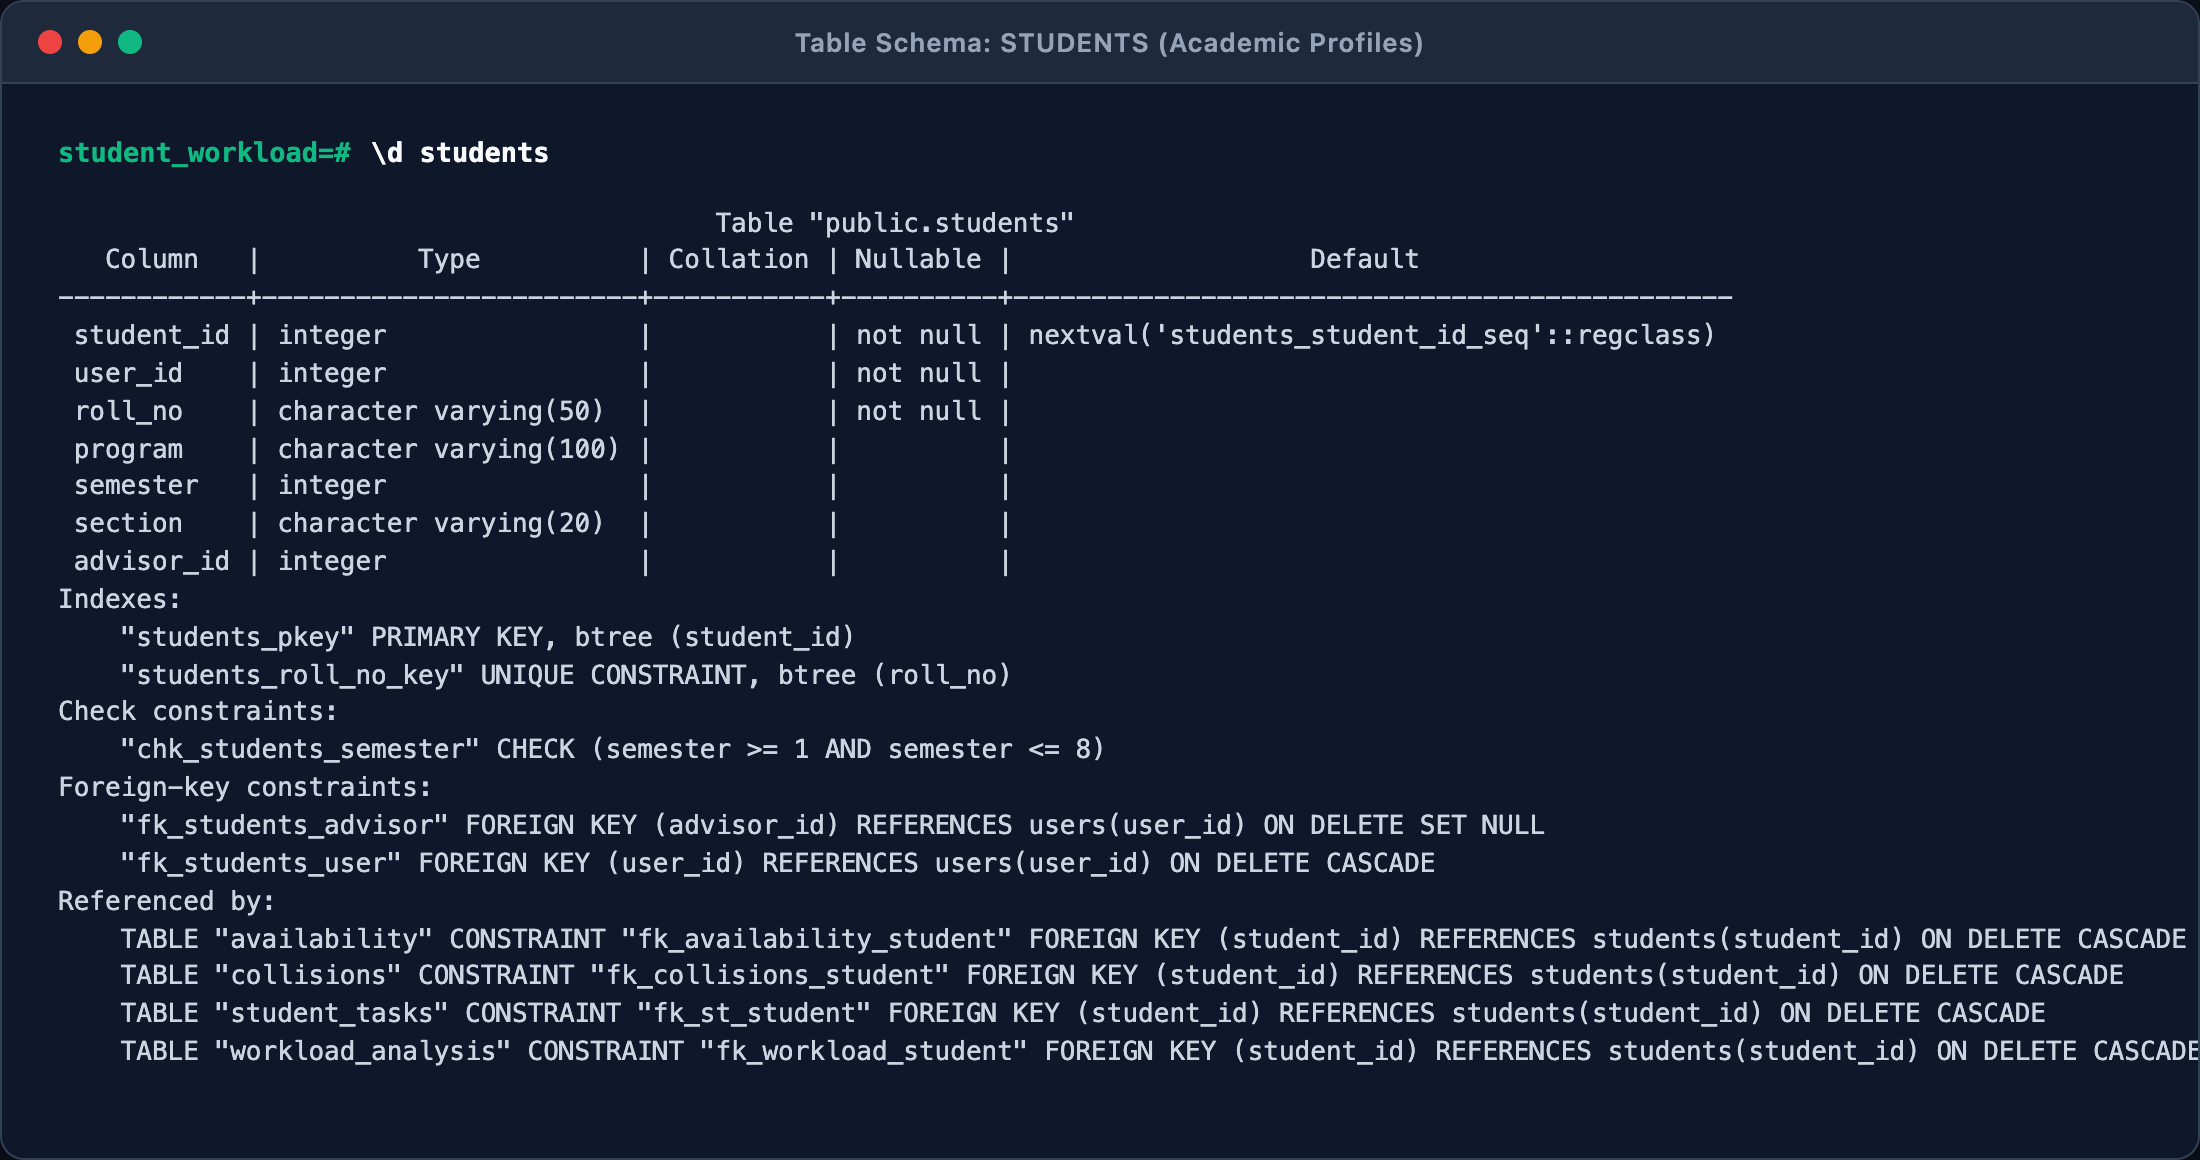 Table Schema: STUDENTS (Academic Profiles)
student_workload=# \d students
                                          Table "public.students"
   Column   |          Type          | Collation | Nullable |                   Default
------------+------------------------+-----------+----------+----------------------------------------------
 student_id | integer                |           | not null | nextval('students_student_id_seq'::regclass)
 user_id    | integer                |           | not null |
 roll_no    | character varying(50)  |           | not null |
 program    | character varying(100) |           |          |
 semester   | integer                |           |          |
 section    | character varying(20)  |           |          |
 advisor_id | integer                |           |          |
Indexes:
    "students_pkey" PRIMARY KEY, btree (student_id)
    "students_roll_no_key" UNIQUE CONSTRAINT, btree (roll_no)
Check constraints:
    "chk_students_semester" CHECK (semester >= 1 AND semester <= 8)
Foreign-key constraints:
    "fk_students_advisor" FOREIGN KEY (advisor_id) REFERENCES users(user_id) ON DELETE SET NULL
    "fk_students_user" FOREIGN KEY (user_id) REFERENCES users(user_id) ON DELETE CASCADE
Referenced by:
    TABLE "availability" CONSTRAINT "fk_availability_student" FOREIGN KEY (student_id) REFERENCES students(student_id) ON DELETE CASCADE
    TABLE "collisions" CONSTRAINT "fk_collisions_student" FOREIGN KEY (student_id) REFERENCES students(student_id) ON DELETE CASCADE
    TABLE "student_tasks" CONSTRAINT "fk_st_student" FOREIGN KEY (student_id) REFERENCES students(student_id) ON DELETE CASCADE
    TABLE "workload_analysis" CONSTRAINT "fk_workload_student" FOREIGN KEY (student_id) REFERENCES students(student_id) ON DELETE CASCADE